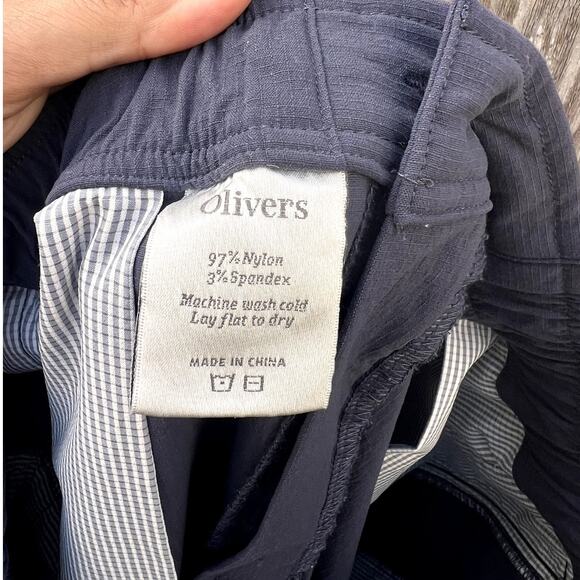 Olivers
97% Nylon
3% Spandex
Machine wash cold
Lay flat to dry
MADE IN CHINA